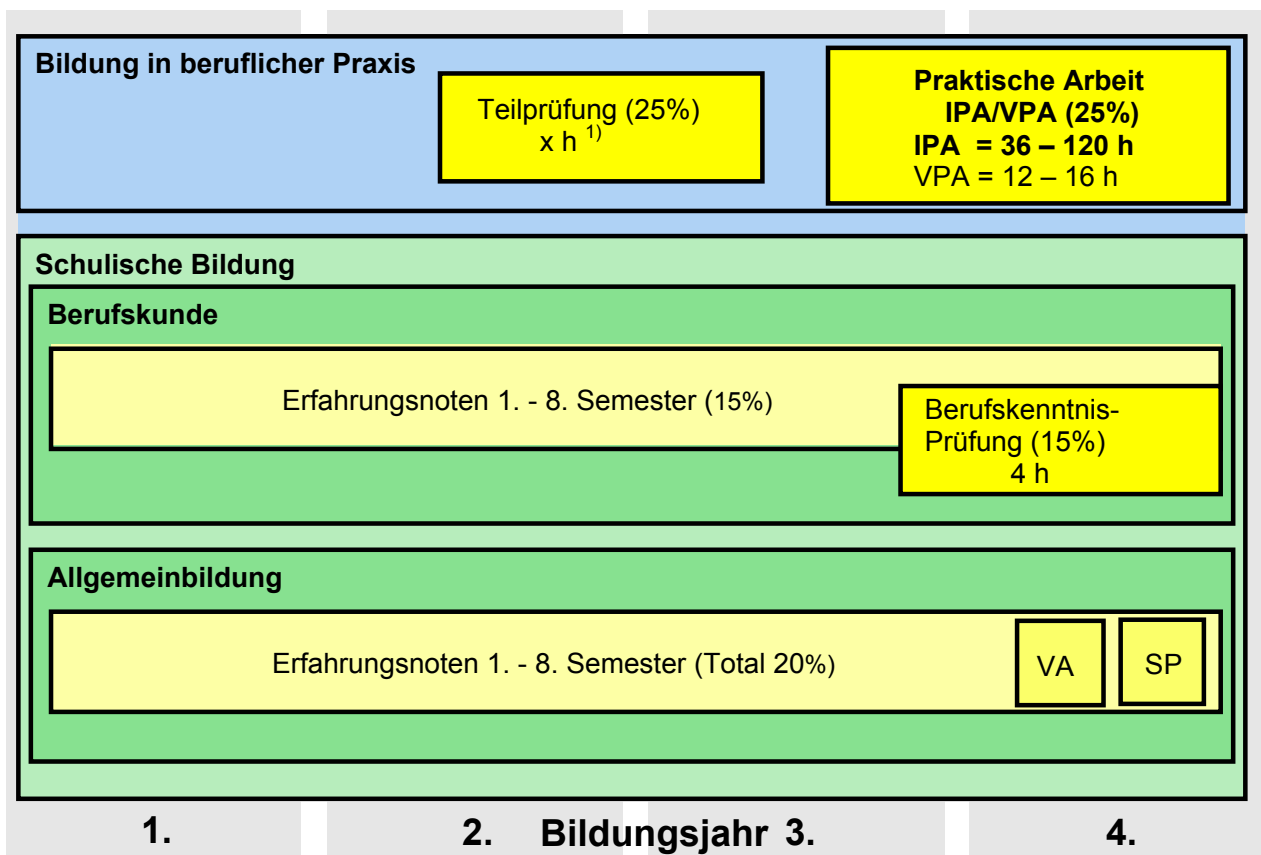 Bildung in beruflicher Praxis
Teilprüfung (25%)
x h 1)
Praktische Arbeit
IPA/VPA (25%)
IPA = 36 – 120 h
VPA = 12 – 16 h
Schulische Bildung
Berufskunde
Erfahrungsnoten 1. - 8. Semester (15%)
Berufskenntnis-
Prüfung (15%)
4 h
Allgemeinbildung
Erfahrungsnoten 1. - 8. Semester (Total 20%)
VA
SP
1. 2. Bildungsjahr 3. 4.